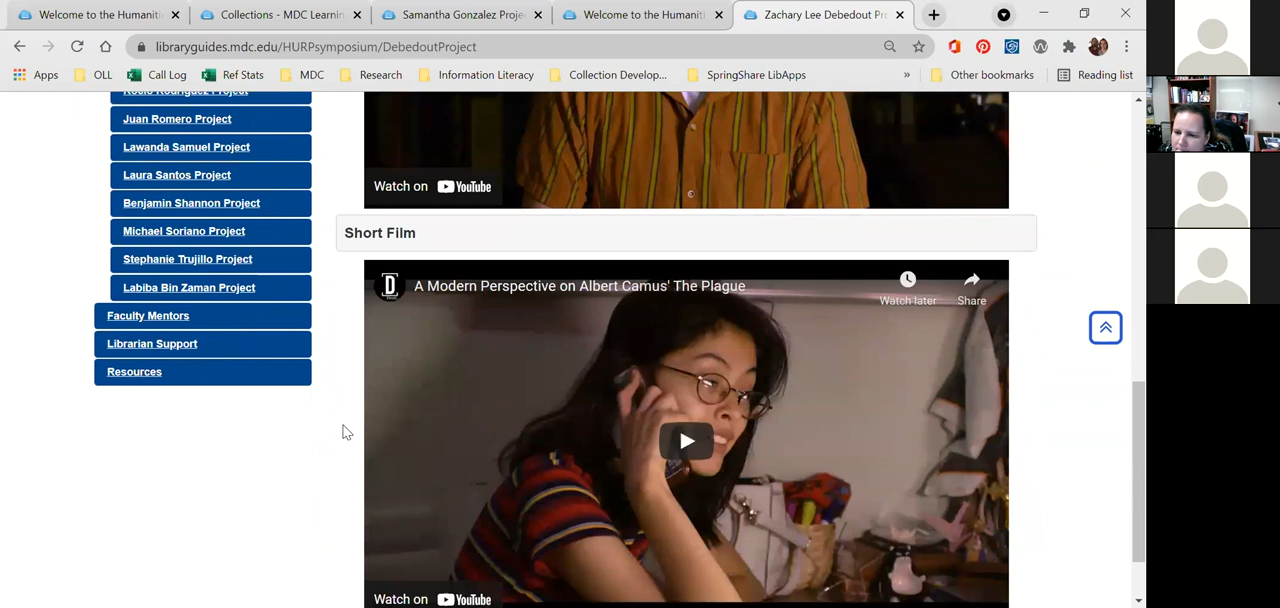 Welcome to the Humaniti
Collections - MDC Learnin
Samantha Gonzalez Proje
Welcome to the Humaniti
Zachary Lee Debedout Pr
libraryguides.mdc.edu/HURPsymposium/DebedoutProject
Apps
OLL
Call Log
Ref Stats
MDC
Research
Information Literacy
Collection Develop...
SpringShare LibApps
»
Other bookmarks
Reading list
Rocio Rodriguez Project
Juan Romero Project
Lawanda Samuel Project
Laura Santos Project
Benjamin Shannon Project
Michael Soriano Project
Stephanie Trujillo Project
Labiba Bin Zaman Project
Faculty Mentors
Librarian Support
Resources
Watch on YouTube
Short Film
D
A Modern Perspective on Albert Camus' The Plague
Watch later
Share
Watch on YouTube